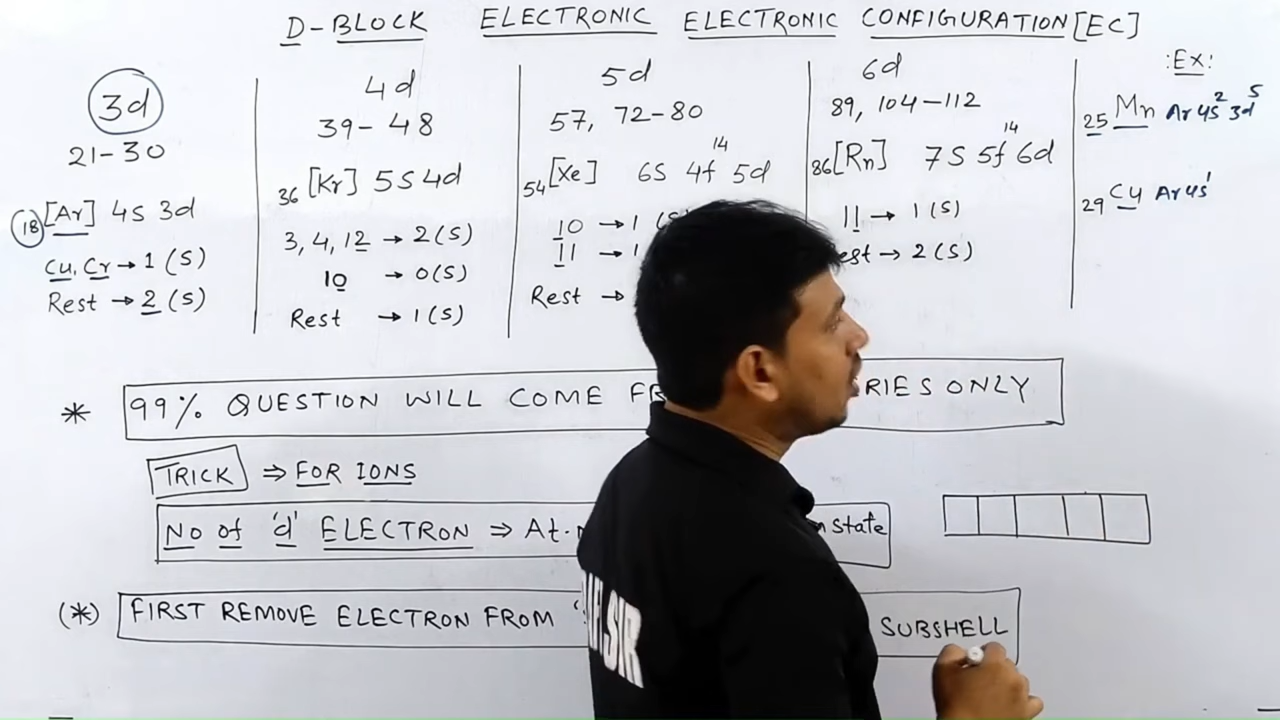 D-BLOCK ELECTRONIC ELECTRONIC CONFIGURATION[EC]
3d
21-30
18[Ar] 4s 3d
Cu, Cr → 1 (S)
Rest → 2 (S)
4d
39-48
36[Kr] 5s 4d
3, 4, 12 → 2(S)
10 → 0(S)
Rest → 1(S)
5d
57, 72-80
54[Xe] 6s 4f¹⁴ 5d
10 → 1
11 → 1
Rest →
6d
89, 104-112
86[Rn] 7s 5f¹⁴ 6d
11 → 1 (S)
→ 2 (S)
:Ex:
25 Mn Ar 4s² 3d⁵
29 Cu Ar 4s¹
* 99% QUESTION WILL COME ONLY
TRICK ⇒ FOR IONS
No of 'd' ELECTRON ⇒ At. State
(*) FIRST REMOVE ELECTRON FROM SUBSHELL